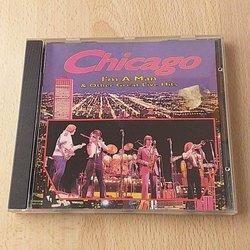 Chicago
I'm A Man
& Other Great Live Hits